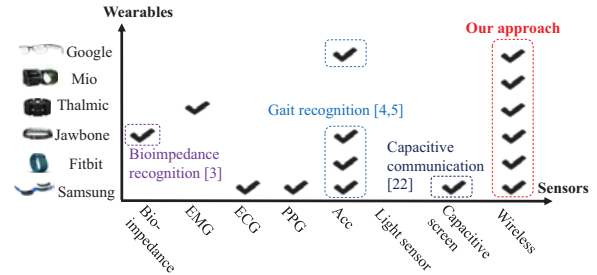 Wearables
Our approach
Google
Mio
Thalmic
Gait recognition [4,5]
Jawbone
Bioimpedance
recognition [3]
Capacitive
communication
[22]
Fitbit
Samsung
Sensors
Bio-
impedance
EMG
ECG
PPG
Acc
Light sensor
Capacitive
screen
Wireless